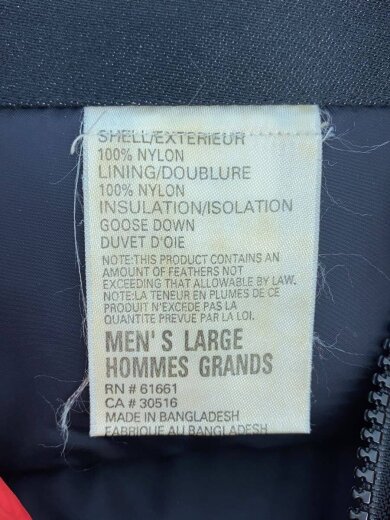 SHELL/EXTERIEUR
100% NYLON
LINING/DOUBLURE
100% NYLON
INSULATION/ISOLATION
GOOSE DOWN
DUVET D'OIE
NOTE:THIS PRODUCT CONTAINS AN
AMOUNT OF FEATHERS NOT
EXCEEDING THAT ALLOWABLE BY LAW.
NOTE:LA TENEUR EN PLUMES DE CE
PRODUIT N'EXCEDE PAS LA
QUANTITE PREVUE PAR LA LOI.
MEN'S LARGE
HOMMES GRANDS
RN # 61661
CA # 30516
MADE IN BANGLADESH
FABRIQUE AU BANGLADESH